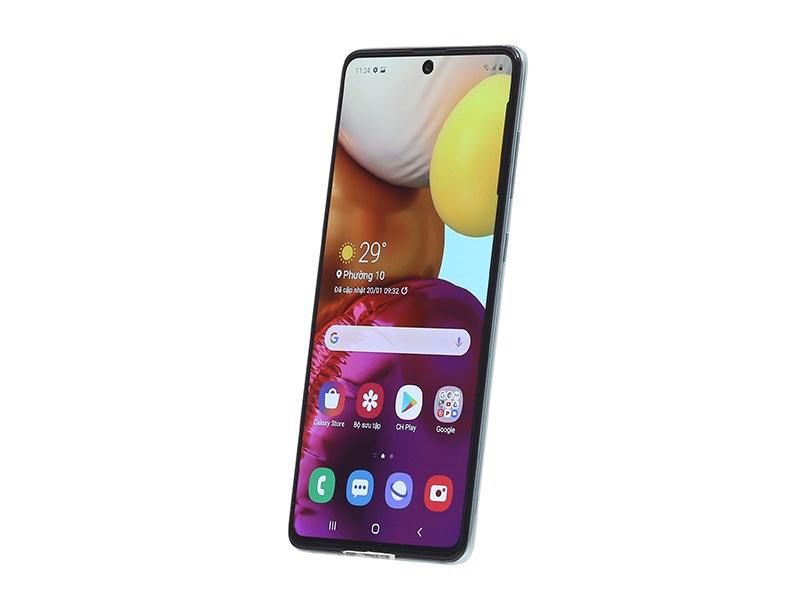 11:24
29°
Phường 10
Đã cập nhật 20/01 09:32
G
Galaxy Store
Bộ sưu tập
CH Play
Google